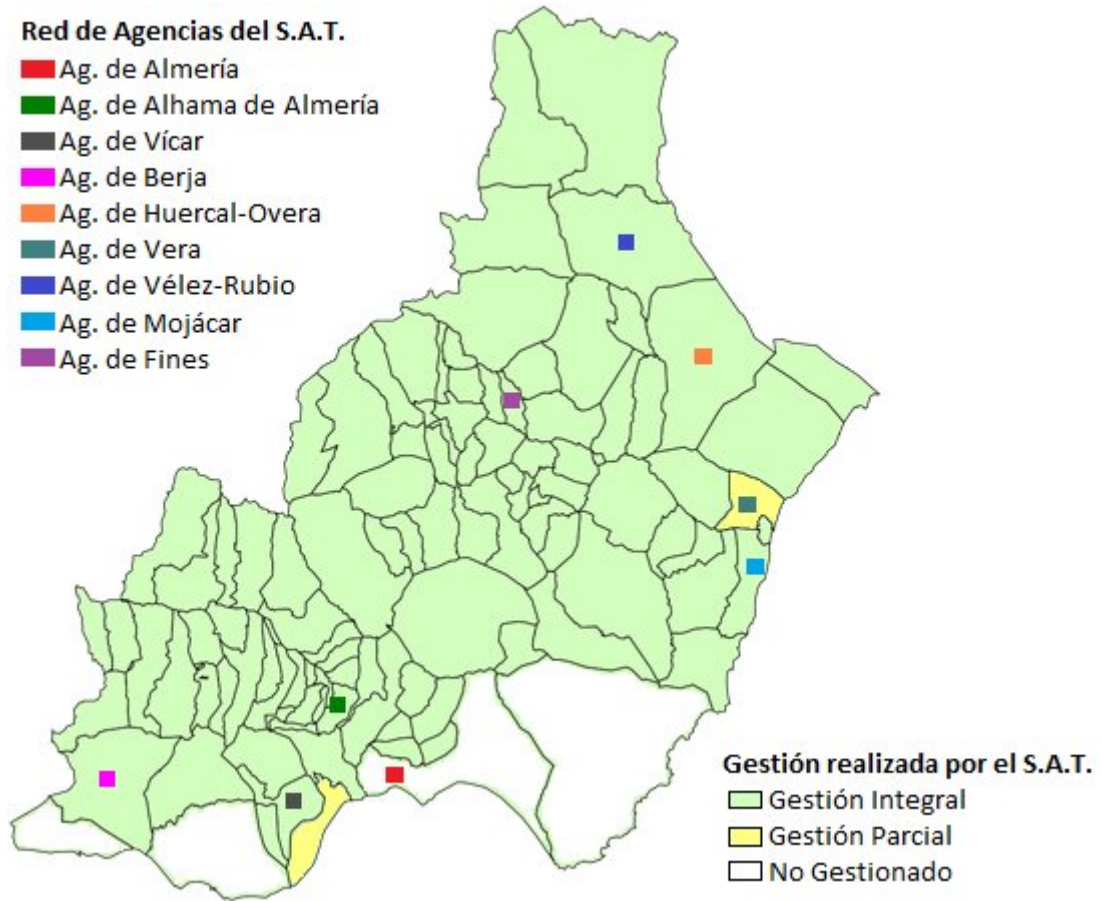 Red de Agencias del S.A.T.
Ag. de Almería
Ag. de Alhama de Almería
Ag. de Vícar
Ag. de Berja
Ag. de Huercal-Overa
Ag. de Vera
Ag. de Vélez-Rubio
Ag. de Mojácar
Ag. de Fines
Gestión realizada por el S.A.T.
Gestión Integral
Gestión Parcial
No Gestionado